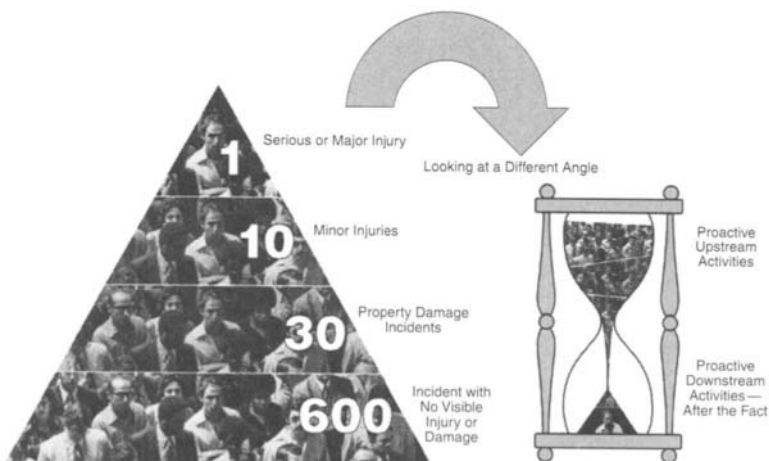 1
Serious or Major Injury
10
Minor Injuries
30
Property Damage
Incidents
600
Incident with
No Visible
Injury or
Damage
Looking at a Different Angle
Proactive
Upstream
Activities
Proactive
Downstream
Activities—
After the Fact